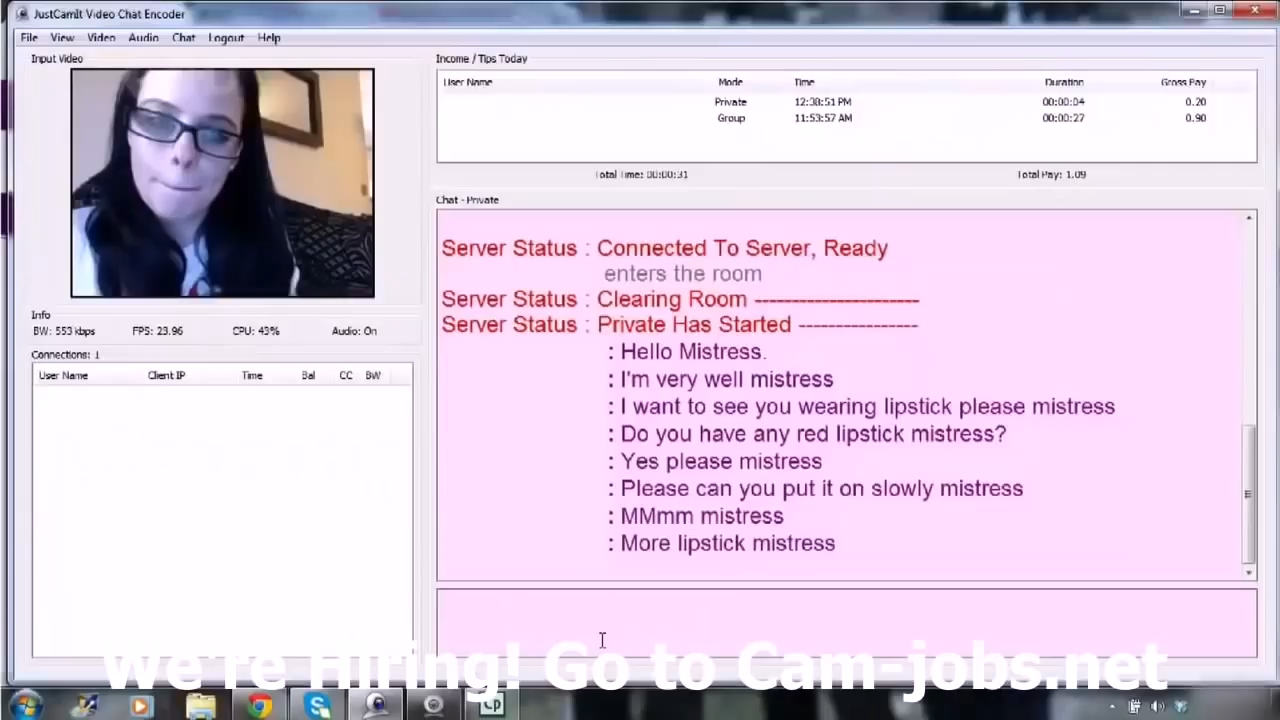 JustCamIt Video Chat Encoder
File View Video Audio Chat Logout Help
Input Video
Income / Tips Today
User Name Mode Time Duration Gross Pay
Private 12:38:51 PM 00:00:04 0.20
Group 11:53:57 AM 00:00:27 0.90
Total Time: 00:00:31 Total Pay: 1.09
Chat - Private
Server Status : Connected To Server, Ready
enters the room
Server Status : Clearing Room ----------------------
Server Status : Private Has Started ----------------
: Hello Mistress.
: I'm very well mistress
: I want to see you wearing lipstick please mistress
: Do you have any red lipstick mistress?
: Yes please mistress
: Please can you put it on slowly mistress
: MMmm mistress
: More lipstick mistress
Info
BW: 553 kbps FPS: 23.96 CPU: 43% Audio: On
Connections: 1
User Name Client IP Time Bal CC BW
we're Hiring! Go to Cam-jobs.net
Cp